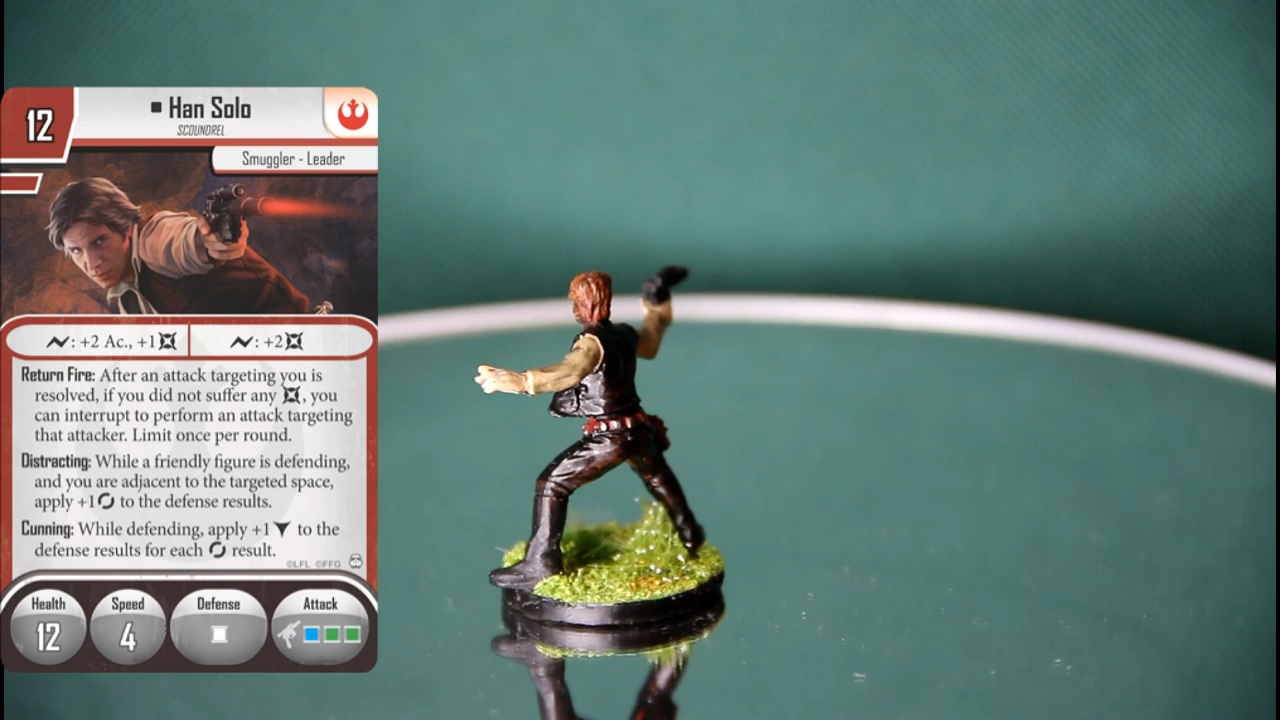 12
Han Solo
SCOUNDREL
Smuggler - Leader
: +2 Ac., +1
: +2
Return Fire: After an attack targeting you is
resolved, if you did not suffer any , you
can interrupt to perform an attack targeting
that attacker. Limit once per round.
Distracting: While a friendly figure is defending,
and you are adjacent to the targeted space,
apply +1 to the defense results.
Cunning: While defending, apply +1 to the
defense results for each result.
©LFL ©FFG
Health Speed Defense Attack
12 4